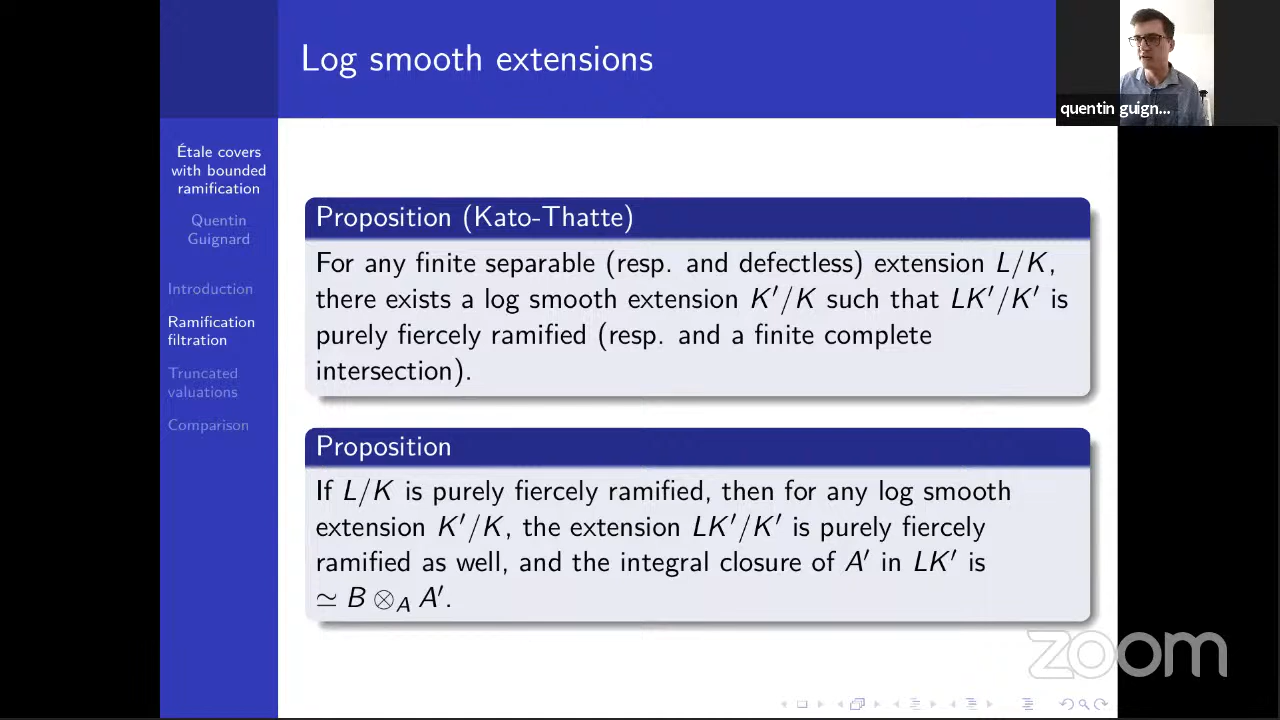 Log smooth extensions
quentin guign...
Étale covers
with bounded
ramification
Quentin
Guignard
Introduction
Ramification
filtration
Truncated
valuations
Comparison
Proposition (Kato-Thatte)
For any finite separable (resp. and defectless) extension L/K,
there exists a log smooth extension K′/K such that LK′/K′ is
purely fiercely ramified (resp. and a finite complete
intersection).
Proposition
If L/K is purely fiercely ramified, then for any log smooth
extension K′/K, the extension LK′/K′ is purely fiercely
ramified as well, and the integral closure of A′ in LK′ is
≃ B ⊗_A A′.
zoom